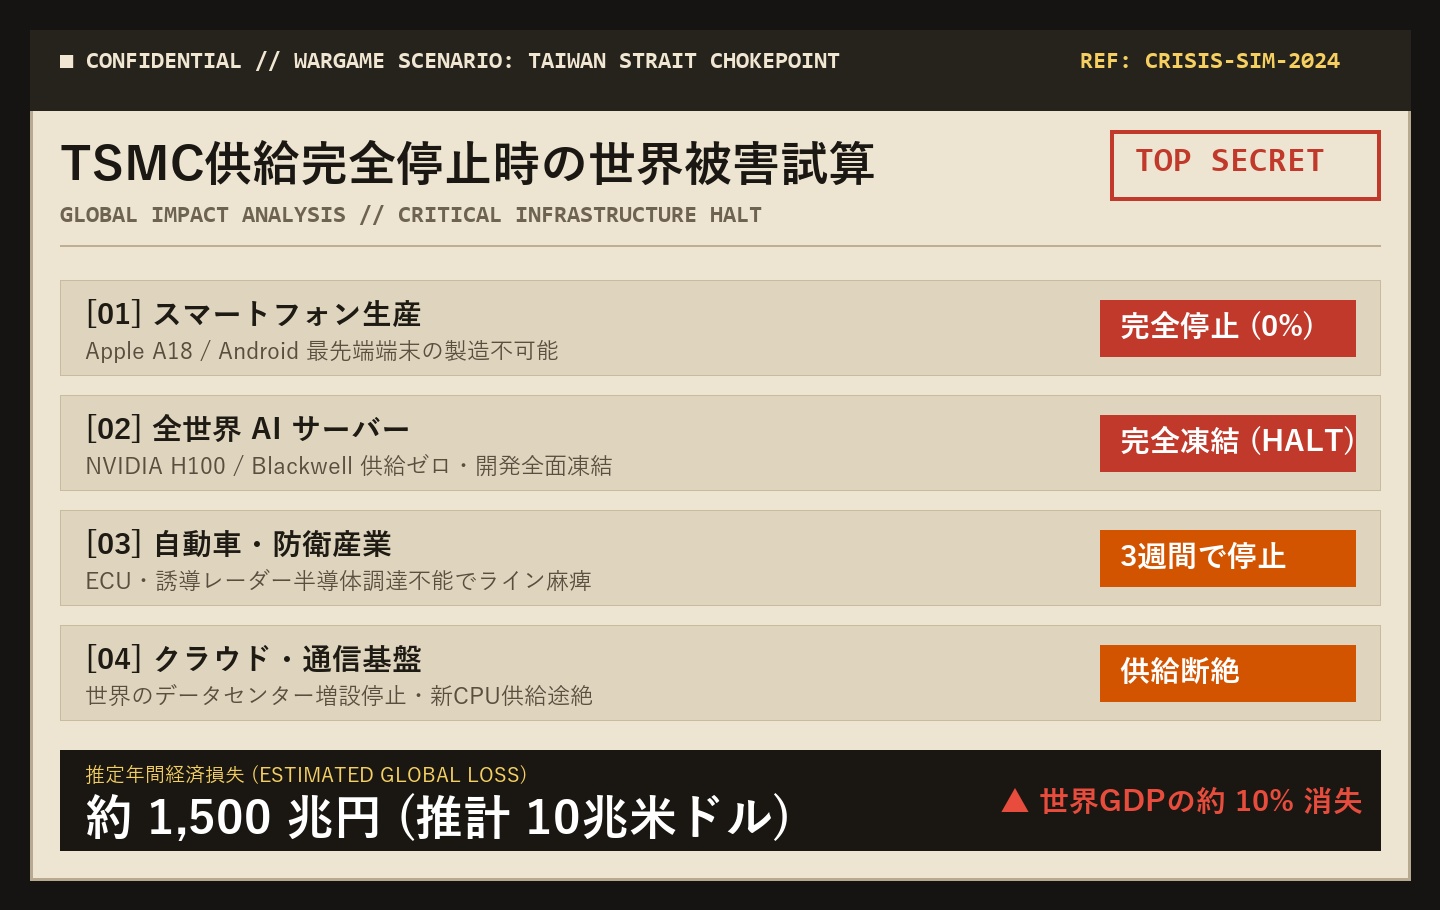 ■ CONFIDENTIAL // WARGAME SCENARIO: TAIWAN STRAIT CHOKEPOINT
REF: CRISIS-SIM-2024
TSMC供給完全停止時の世界被害試算
TOP SECRET
GLOBAL IMPACT ANALYSIS // CRITICAL INFRASTRUCTURE HALT
[01] スマートフォン生産
Apple A18 / Android 最先端端末の製造不可能
完全停止 (0%)
[02] 全世界 AI サーバー
NVIDIA H100 / Blackwell 供給ゼロ・開発全面凍結
完全凍結 (HALT)
[03] 自動車・防衛産業
ECU・誘導レーダー半導体調達不能でライン麻痺
3週間で停止
[04] クラウド・通信基盤
世界のデータセンター増設停止・新CPU供給途絶
供給断絶
推定年間経済損失 (ESTIMATED GLOBAL LOSS)
約 1,500 兆円 (推計 10兆米ドル)
▲ 世界GDPの約 10% 消失